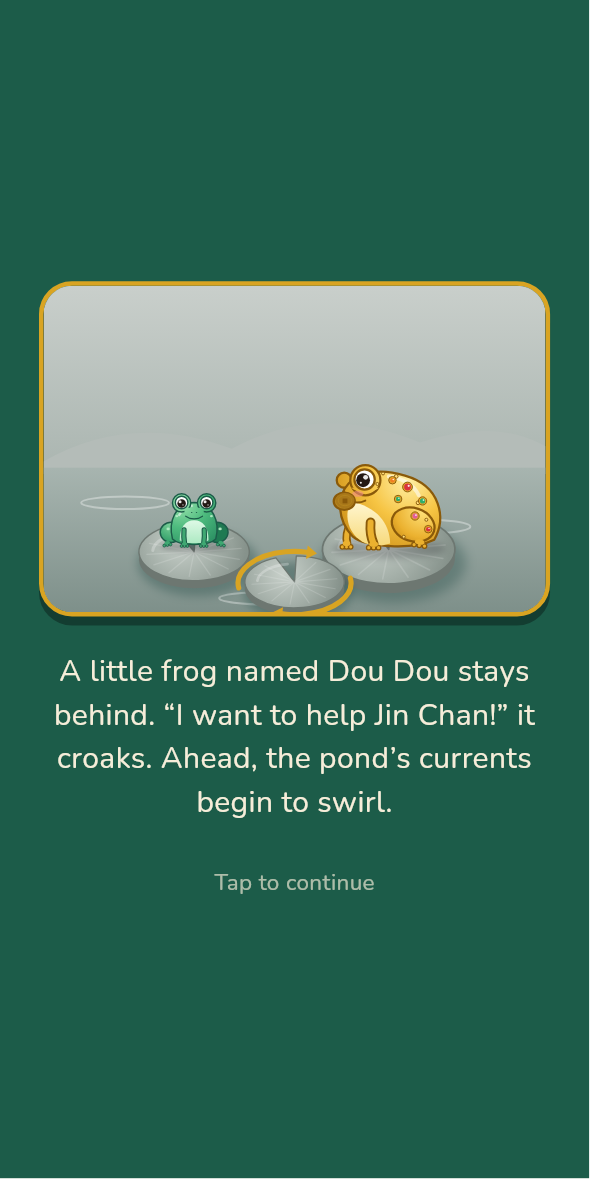 A little frog named Dou Dou stays
behind. “I want to help Jin Chan!” it
croaks. Ahead, the pond’s currents
begin to swirl.
Tap to continue